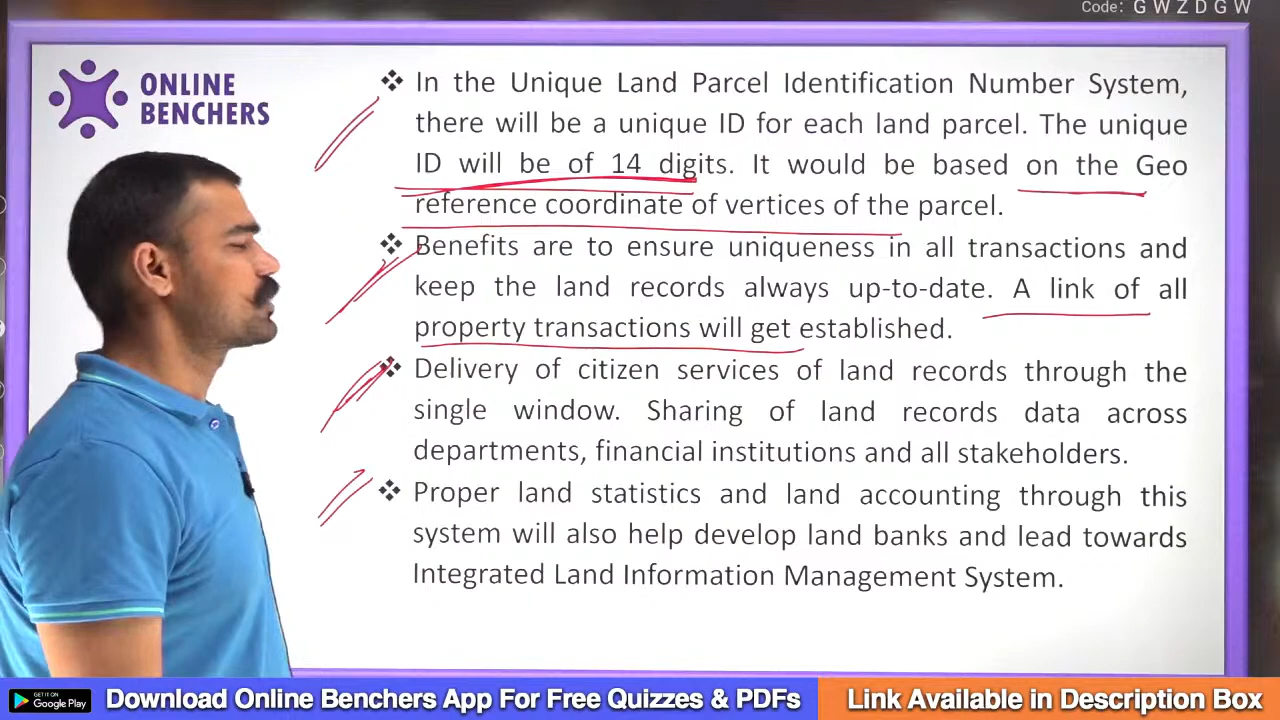 Code: G W Z D G W
ONLINE
BENCHERS
In the Unique Land Parcel Identification Number System,
there will be a unique ID for each land parcel. The unique
ID will be of 14 digits. It would be based on the Geo
reference coordinate of vertices of the parcel.
Benefits are to ensure uniqueness in all transactions and
keep the land records always up-to-date. A link of all
property transactions will get established.
Delivery of citizen services of land records through the
single window. Sharing of land records data across
departments, financial institutions and all stakeholders.
Proper land statistics and land accounting through this
system will also help develop land banks and lead towards
Integrated Land Information Management System.
GET IT ON
Google Play
Download Online Benchers App For Free Quizzes & PDFs
Link Available in Description Box